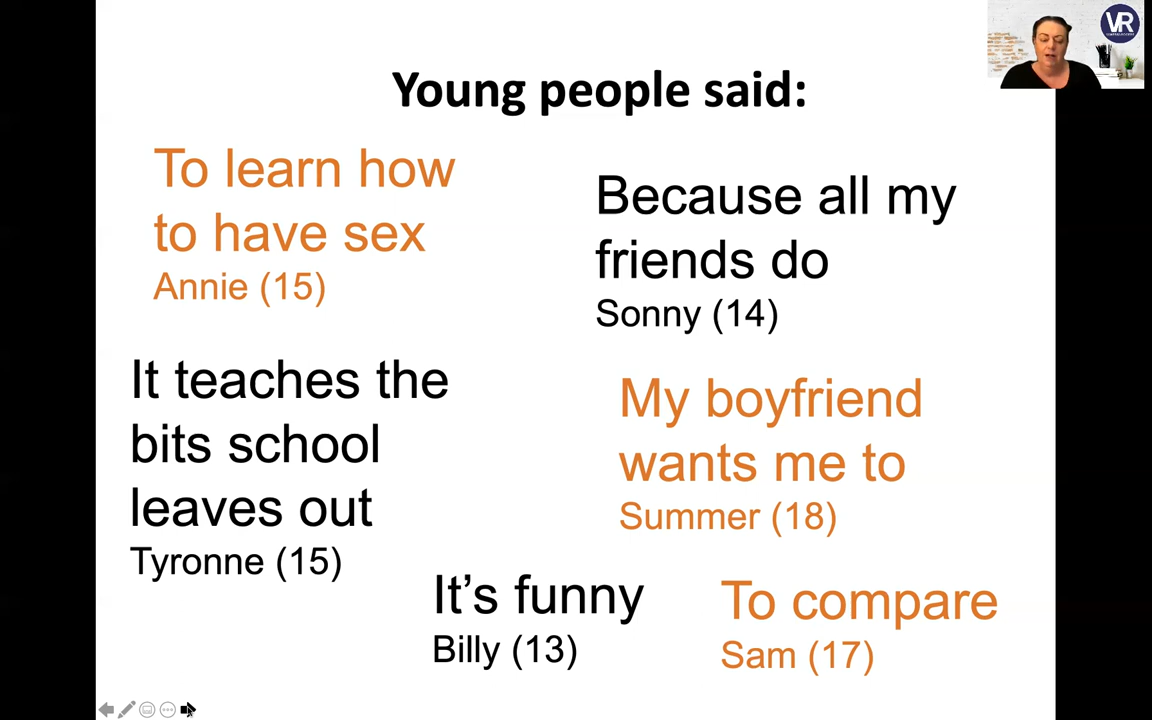 Young people said:
To learn how
to have sex
Annie (15)
Because all my
friends do
Sonny (14)
It teaches the
bits school
leaves out
Tyronne (15)
My boyfriend
wants me to
Summer (18)
It’s funny
Billy (13)
To compare
Sam (17)
VR